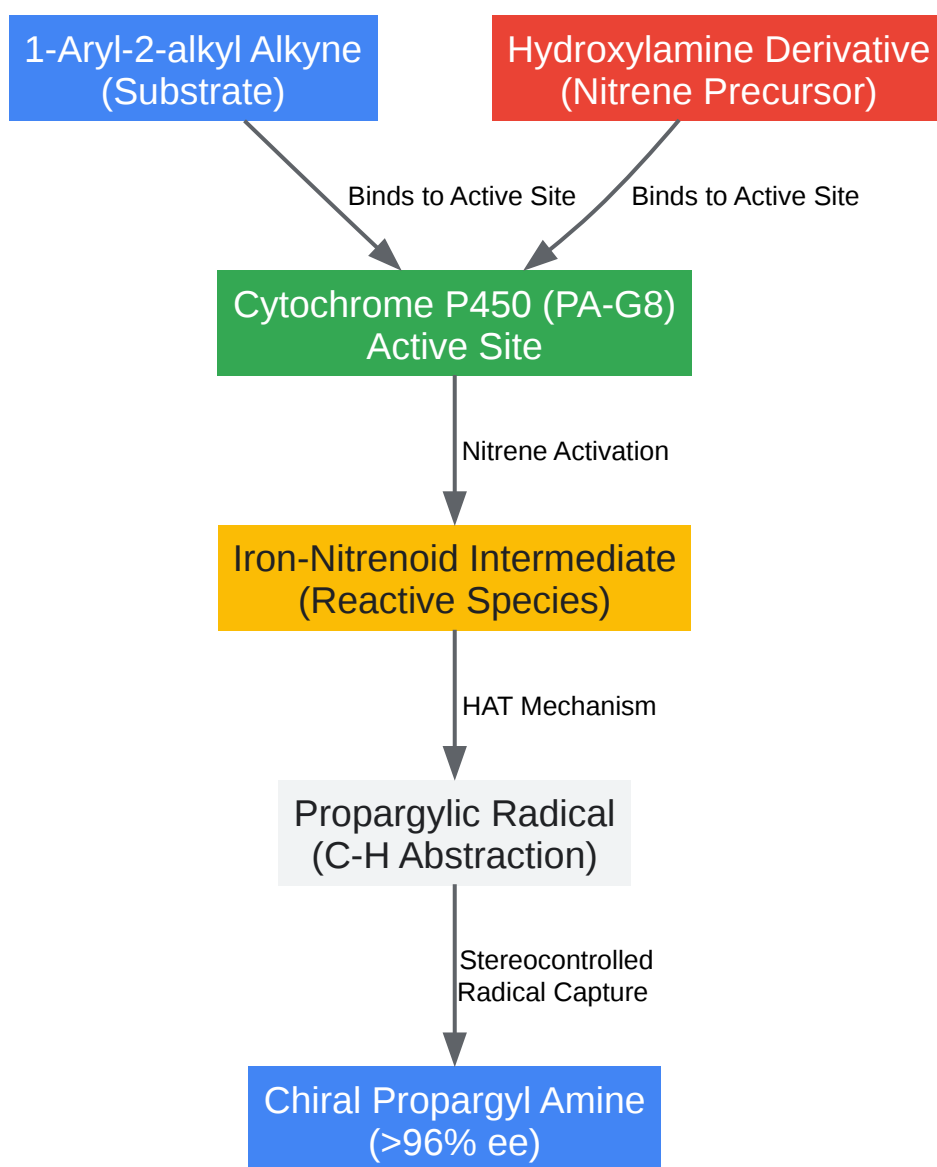 1-Aryl-2-alkyl Alkyne
(Substrate)
Hydroxylamine Derivative
(Nitrene Precursor)
Binds to Active Site
Binds to Active Site
Cytochrome P450 (PA-G8)
Active Site
Nitrene Activation
Iron-Nitrenoid Intermediate
(Reactive Species)
HAT Mechanism
Propargylic Radical
(C-H Abstraction)
Stereocontrolled
Radical Capture
Chiral Propargyl Amine
(>96% ee)